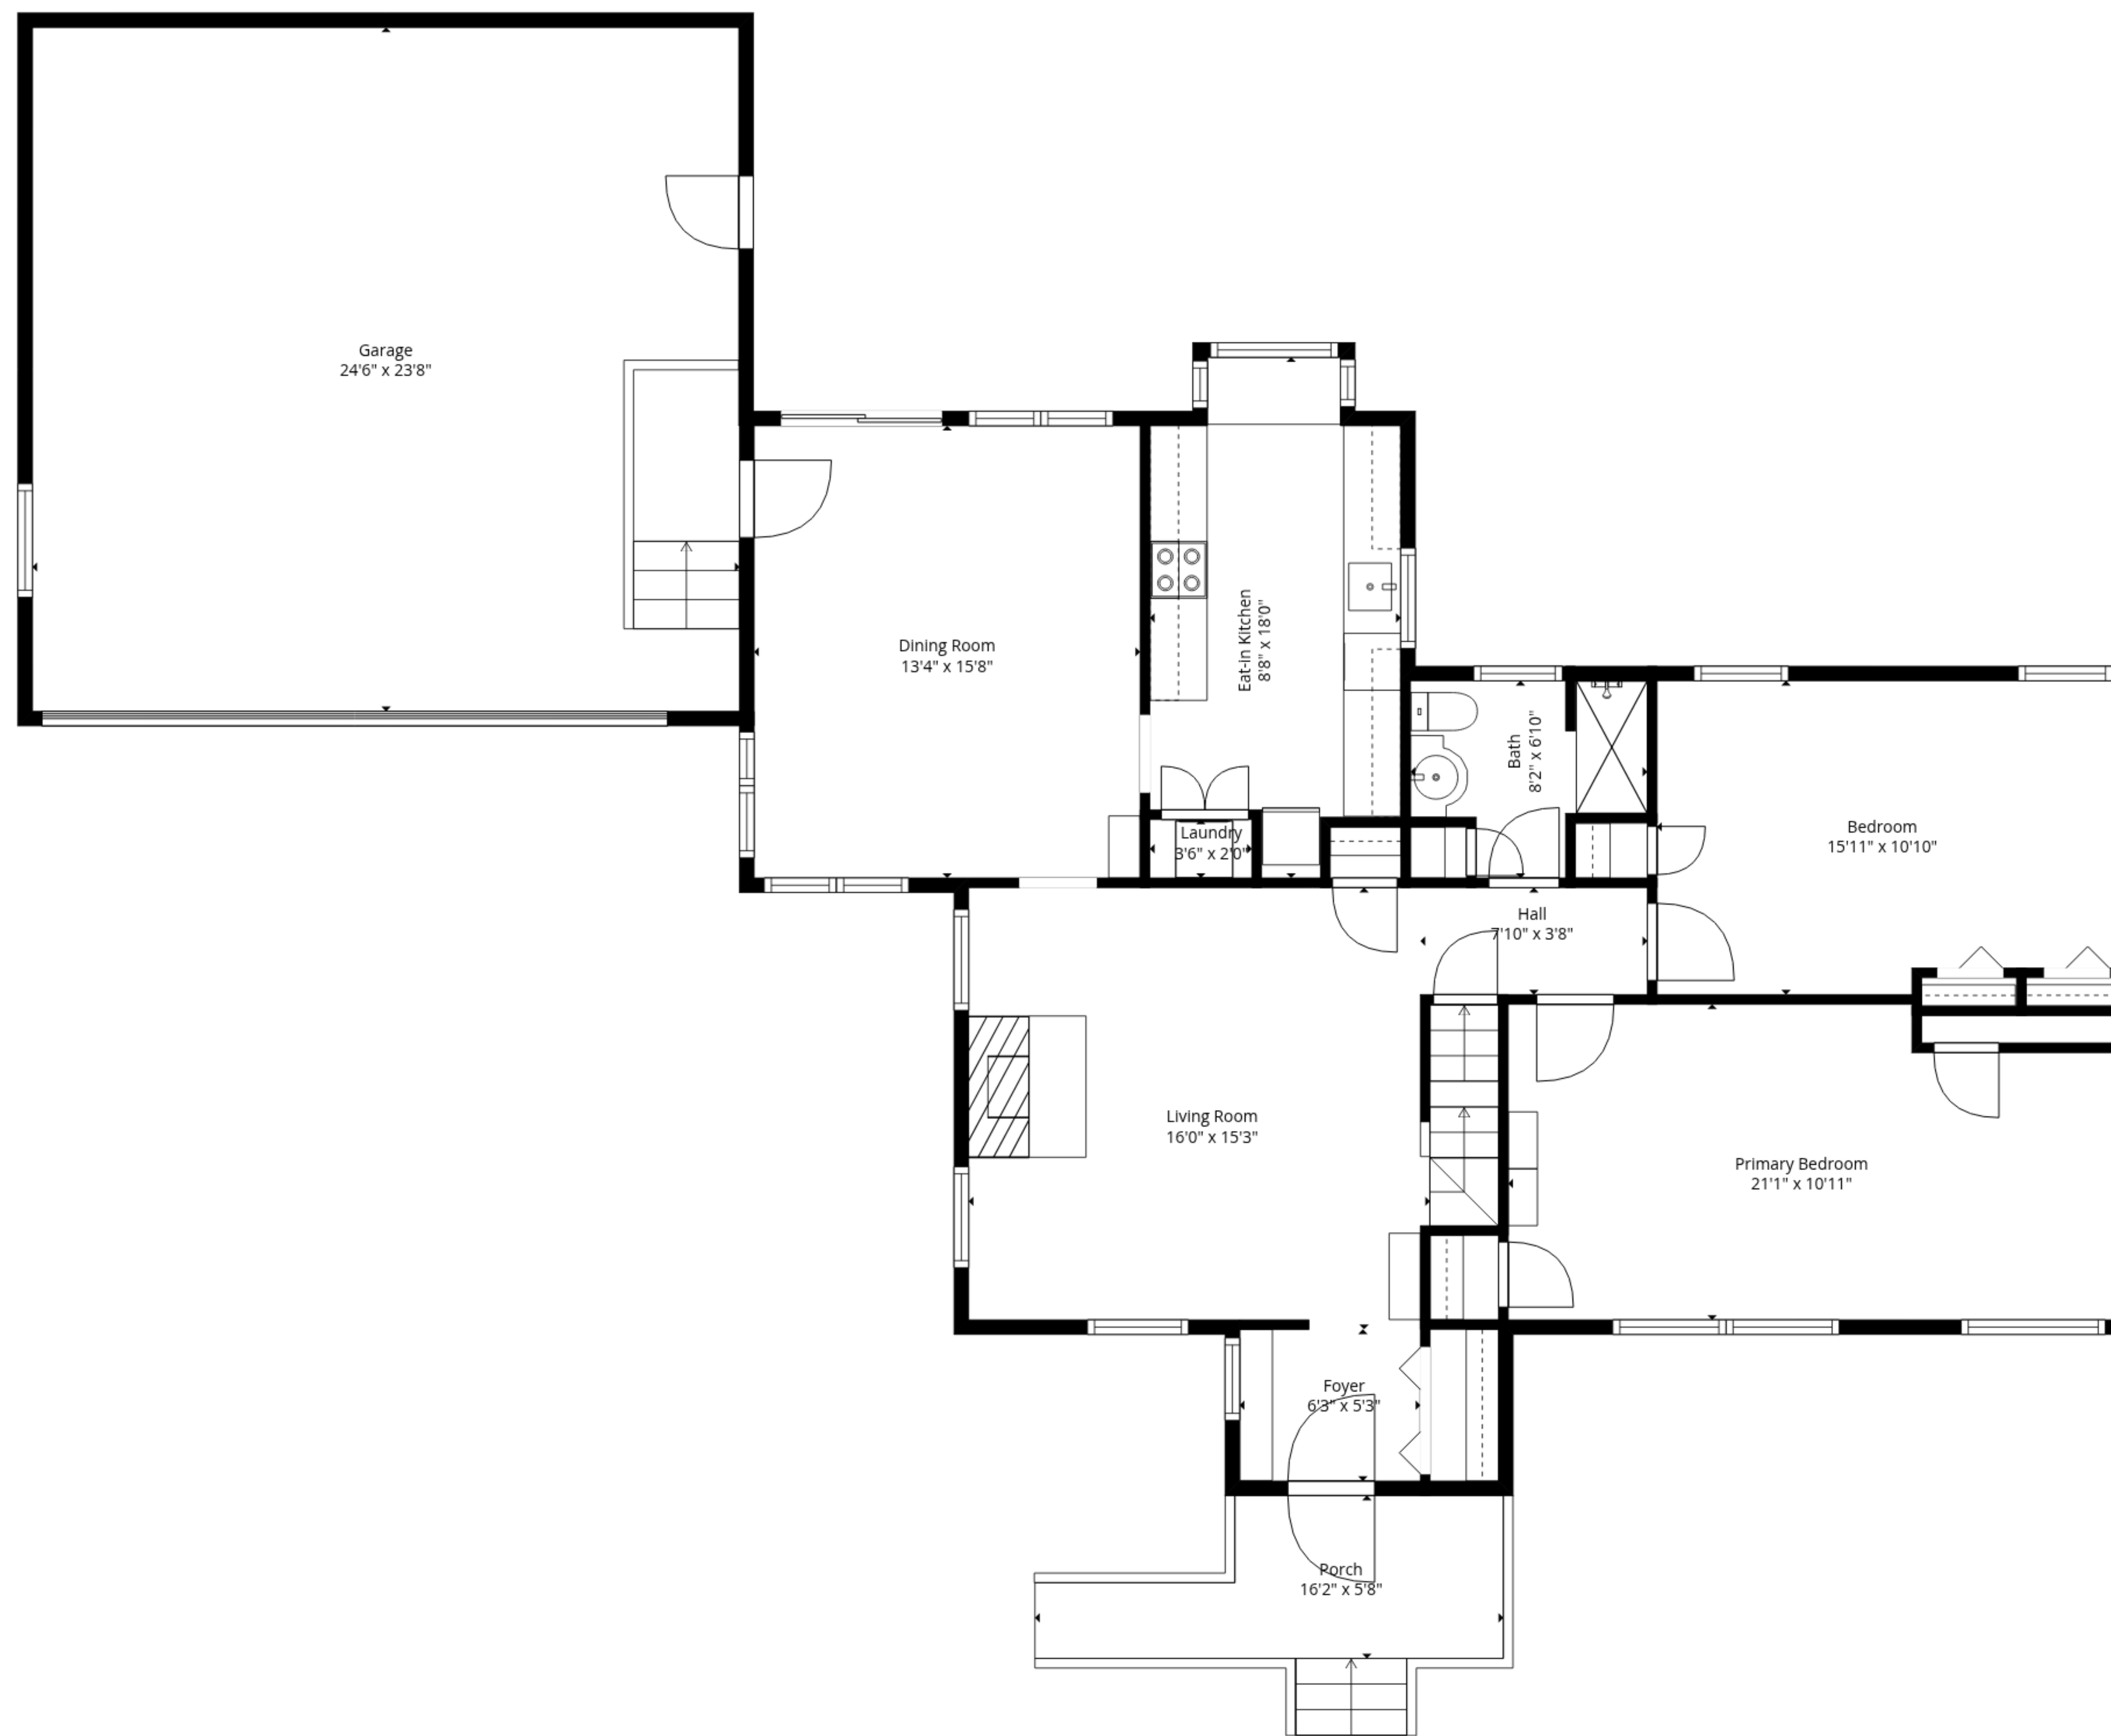 Garage
24'6" x 23'8"
Dining Room
13'4" x 15'8"
Eat-in Kitchen
8'8" x 18'0"
Bath
8'2" x 6'10"
Laundry
3'6" x 2'0"
Bedroom
15'11" x 10'10"
Hall
7'10" x 3'8"
Living Room
16'0" x 15'3"
Primary Bedroom
21'1" x 10'11"
Foyer
6'3" x 5'3"
Porch
16'2" x 5'8"